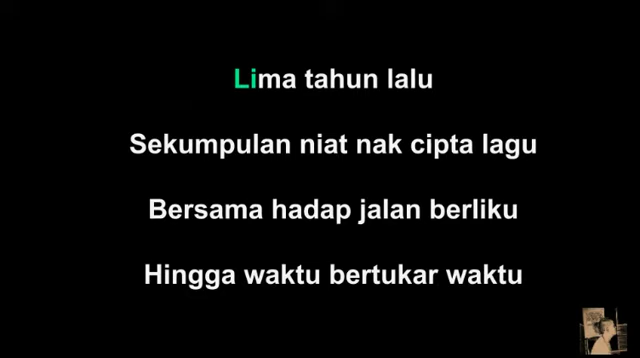 Lima tahun lalu
Sekumpulan niat nak cipta lagu
Bersama hadap jalan berliku
Hingga waktu bertukar waktu